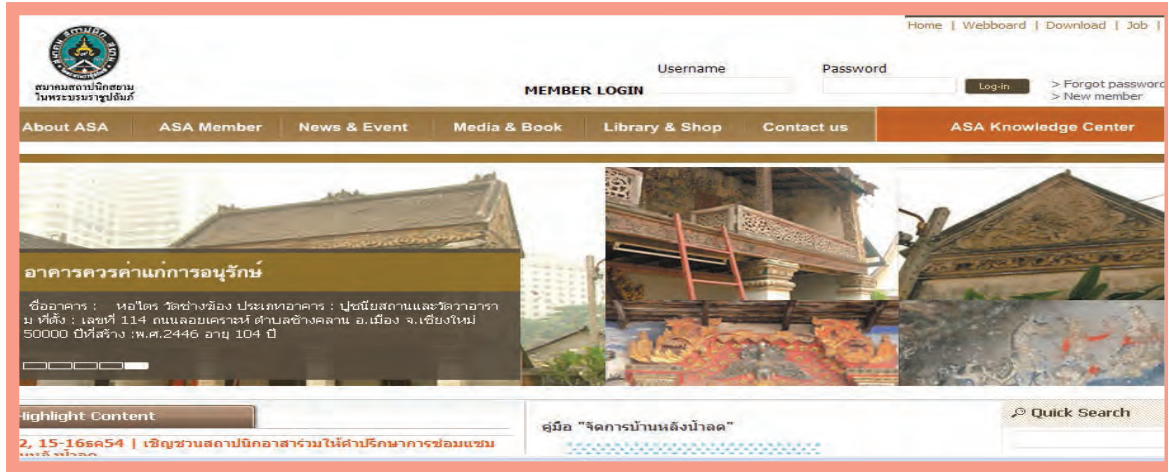 Home | Webboard | Download | Job |
สมาคมสถาปนิกสยาม
ในพระบรมราชูปถัมภ์
Username Password
MEMBER LOGIN Log-in > Forgot password
> New member
About ASA ASA Member News & Event Media & Book Library & Shop Contact us ASA Knowledge Center
อาคารควรค่าแก่การอนุรักษ์
ชื่ออาคาร : หอไตร วัดช่างฆ้อง ประเภทอาคาร : ปูชนียสถานและวัดวาอารา
ม ที่ตั้ง : เลขที่ 114 ถนนลอยเคราะห์ ตำบลช้างคลาน อ.เมือง จ.เชียงใหม่
50000 ปีที่สร้าง :พ.ศ.2446 อายุ 104 ปี
Highlight Content
2, 15-16ธค54 | เชิญชวนสถาปนิกอาสาร่วมให้คำปรึกษาการซ่อมแซม
คู่มือ "จัดการบ้านหลังน้ำลด"
Quick Search